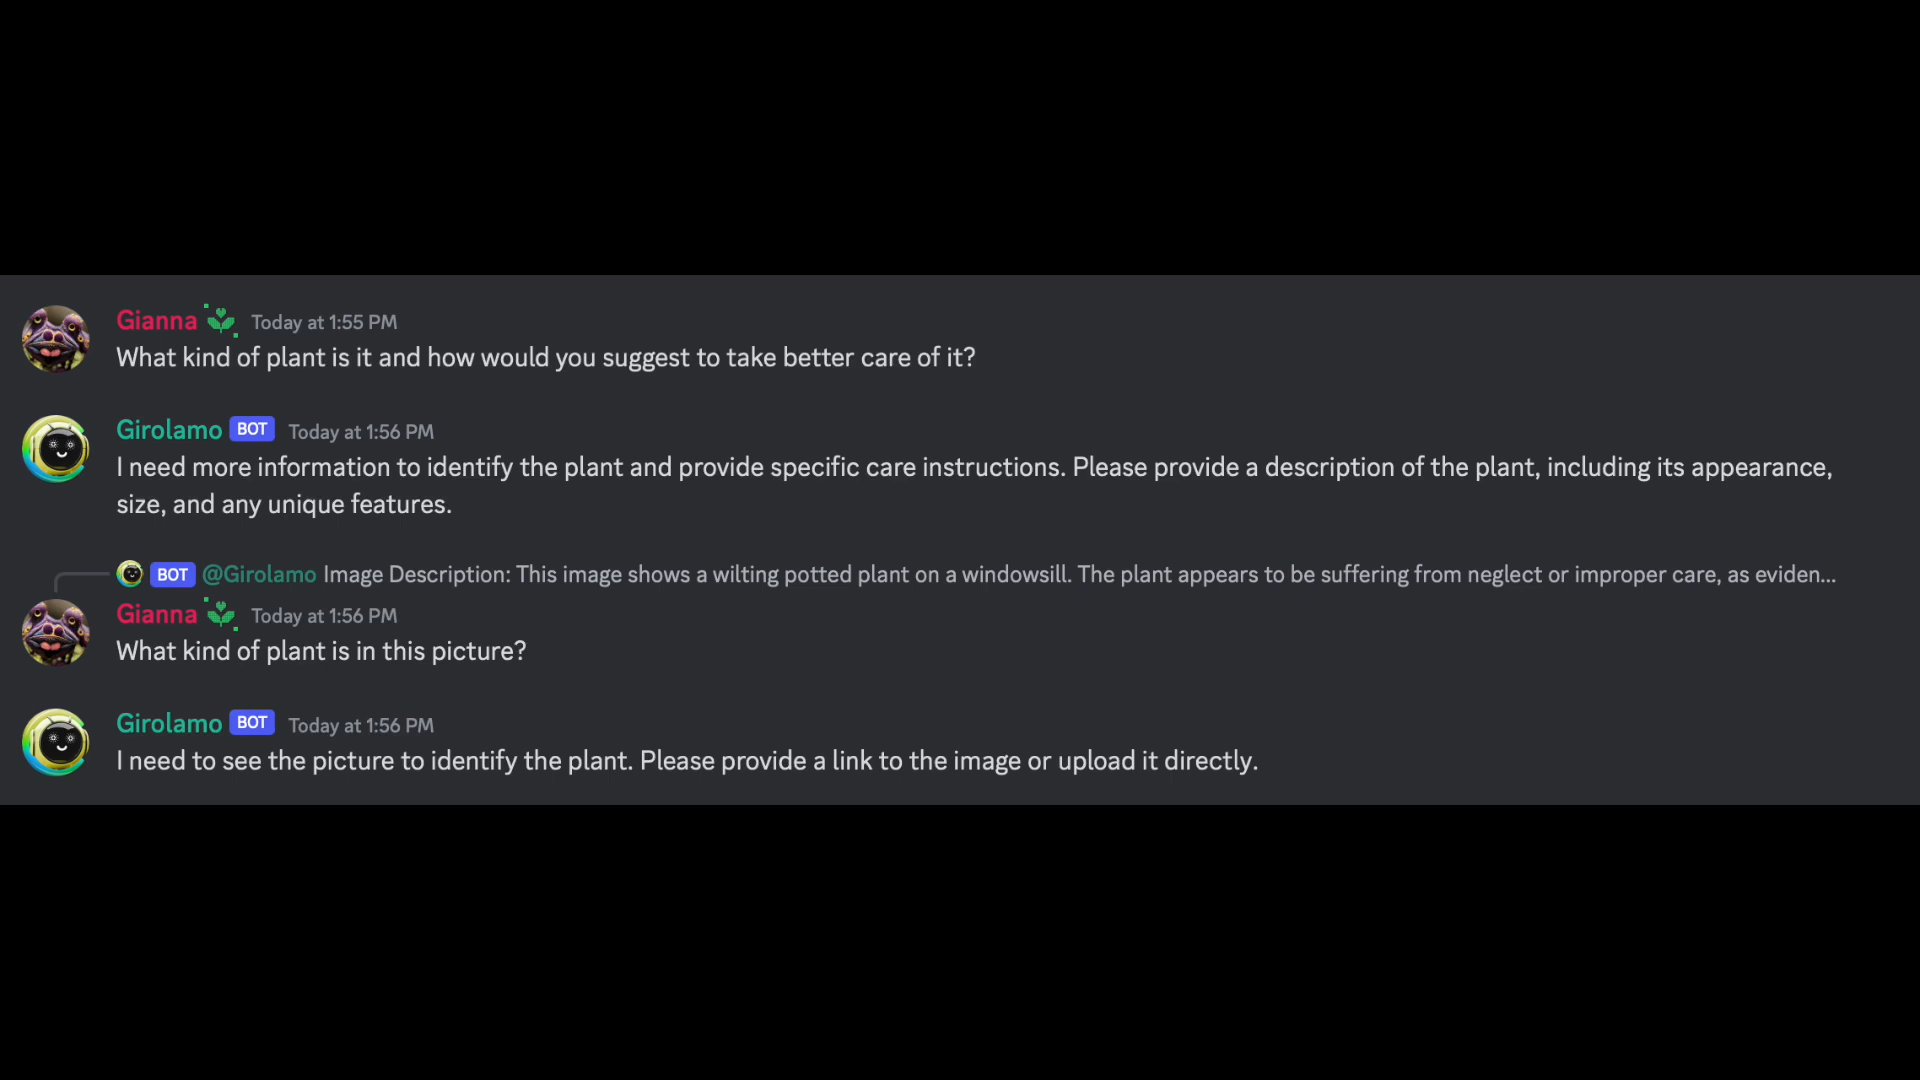 Gianna Today at 1:55 PM
What kind of plant is it and how would you suggest to take better care of it?
Girolamo BOT Today at 1:56 PM
I need more information to identify the plant and provide specific care instructions. Please provide a description of the plant, including its appearance,
size, and any unique features.
BOT @Girolamo Image Description: This image shows a wilting potted plant on a windowsill. The plant appears to be suffering from neglect or improper care, as eviden...
Gianna Today at 1:56 PM
What kind of plant is in this picture?
Girolamo BOT Today at 1:56 PM
I need to see the picture to identify the plant. Please provide a link to the image or upload it directly.